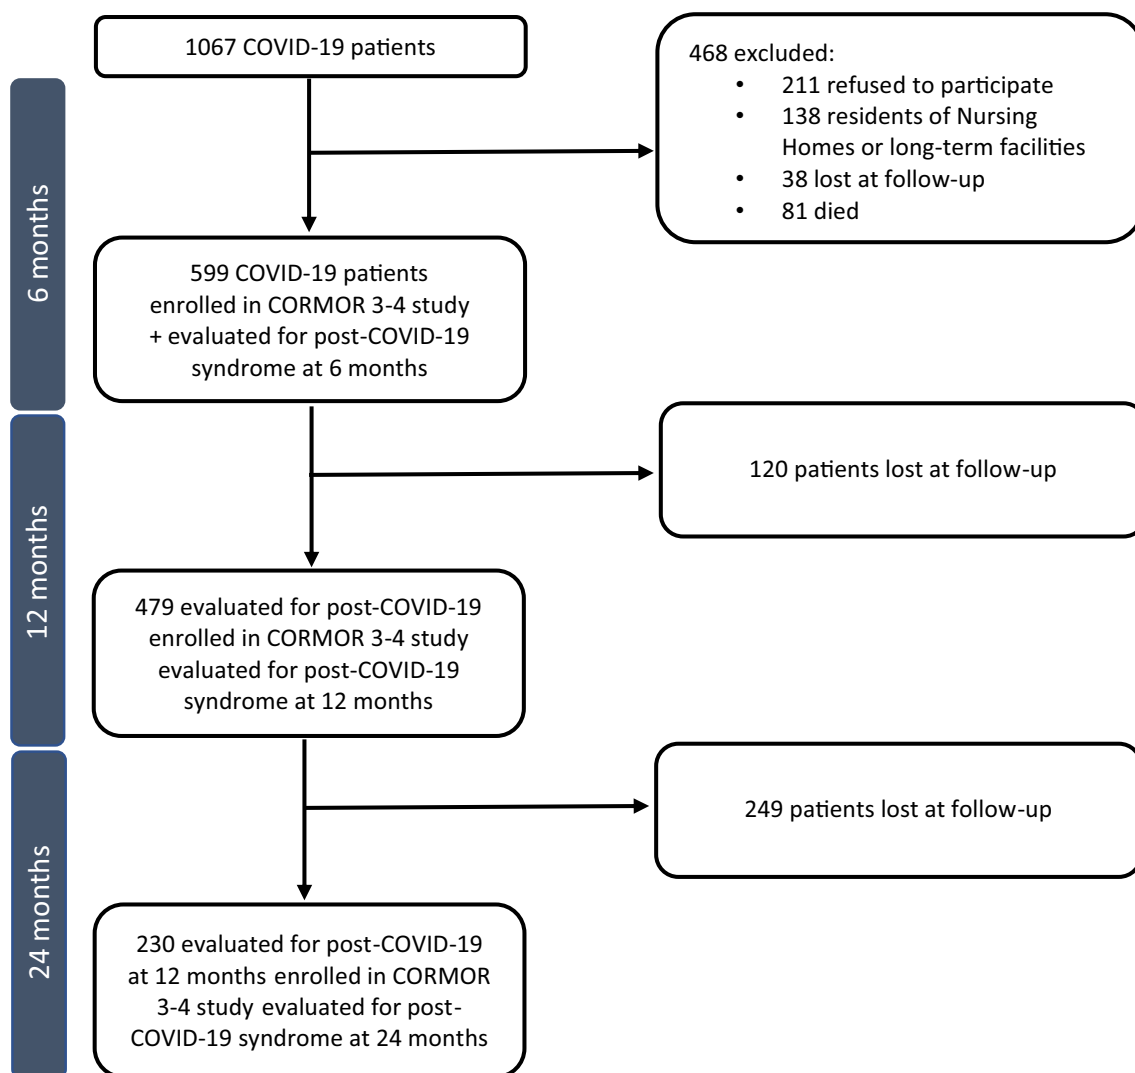 1067 COVID-19 patients
468 excluded:
• 211 refused to participate
• 138 residents of Nursing
Homes or long-term facilities
• 38 lost at follow-up
• 81 died
6 months
599 COVID-19 patients
enrolled in CORMOR 3-4 study
+ evaluated for post-COVID-19
syndrome at 6 months
120 patients lost at follow-up
12 months
479 evaluated for post-COVID-19
enrolled in CORMOR 3-4 study
evaluated for post-COVID-19
syndrome at 12 months
249 patients lost at follow-up
24 months
230 evaluated for post-COVID-19
at 12 months enrolled in CORMOR
3-4 study evaluated for post-
COVID-19 syndrome at 24 months